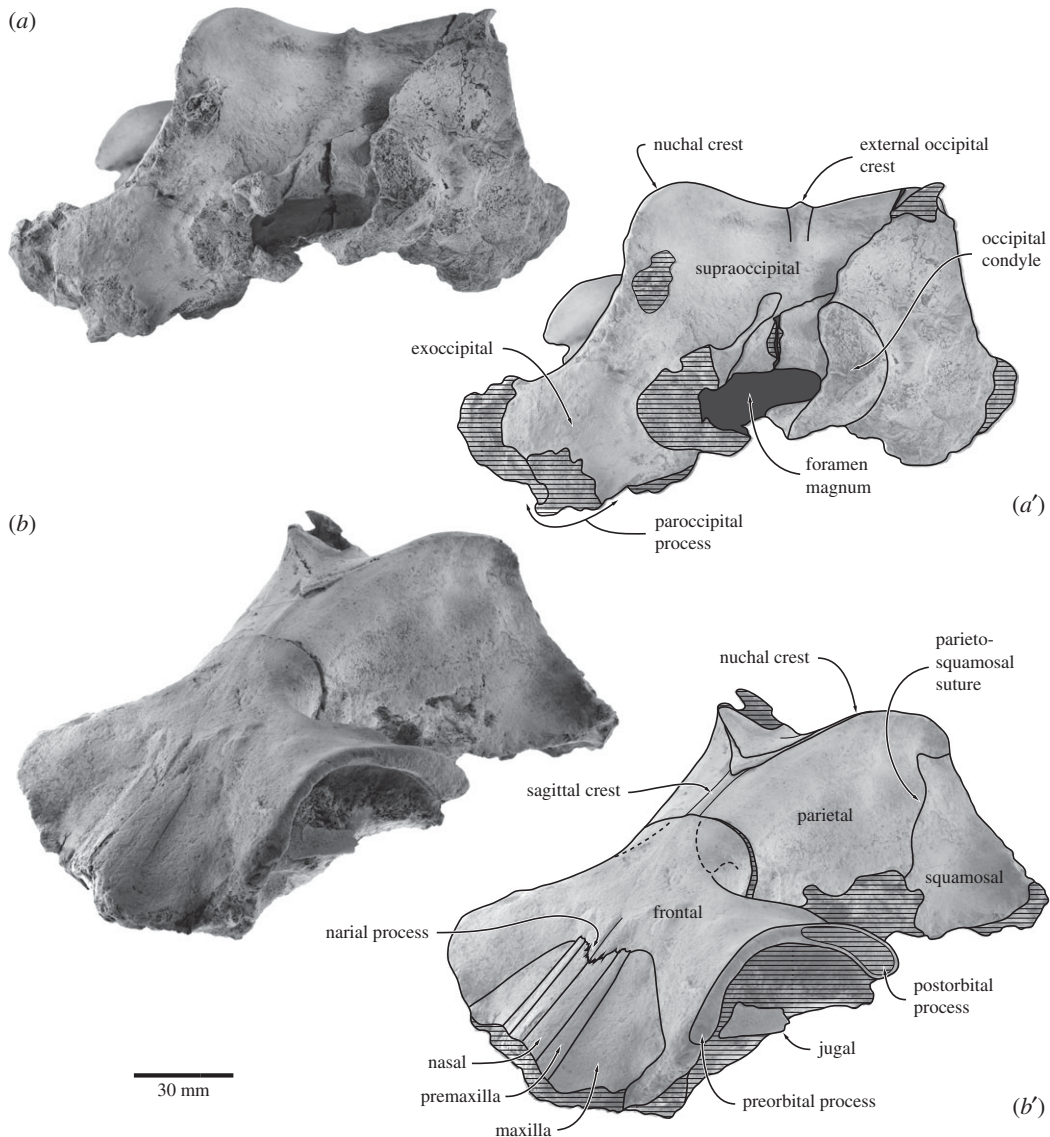 (a)
nuchal crest
external occipital
crest
occipital
condyle
supraoccipital
exoccipital
foramen
magnum
paroccipital
process
(a′)
(b)
nuchal crest
parieto-
squamosal
suture
sagittal crest
parietal
squamosal
frontal
narial process
postorbital
process
jugal
nasal
premaxilla
preorbital process
maxilla
30 mm
(b′)